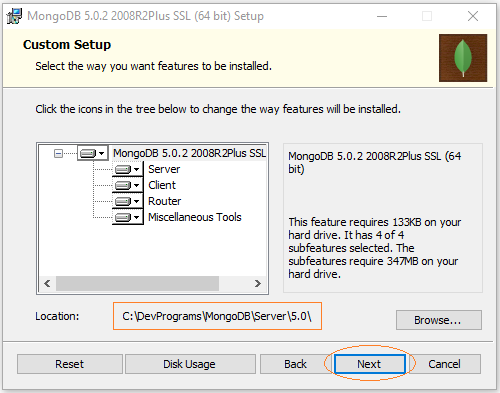 MongoDB 5.0.2 2008R2Plus SSL (64 bit) Setup
Custom Setup
Select the way you want features to be installed.
Click the icons in the tree below to change the way features will be installed.
MongoDB 5.0.2 2008R2Plus SSL
Server
Client
Router
Miscellaneous Tools
MongoDB 5.0.2 2008R2Plus SSL (64
bit)
This feature requires 133KB on your
hard drive. It has 4 of 4
subfeatures selected. The
subfeatures require 347MB on your
hard drive.
Location:
C:\DevPrograms\MongoDB\Server\5.0\
Browse...
Reset
Disk Usage
Back
Next
Cancel